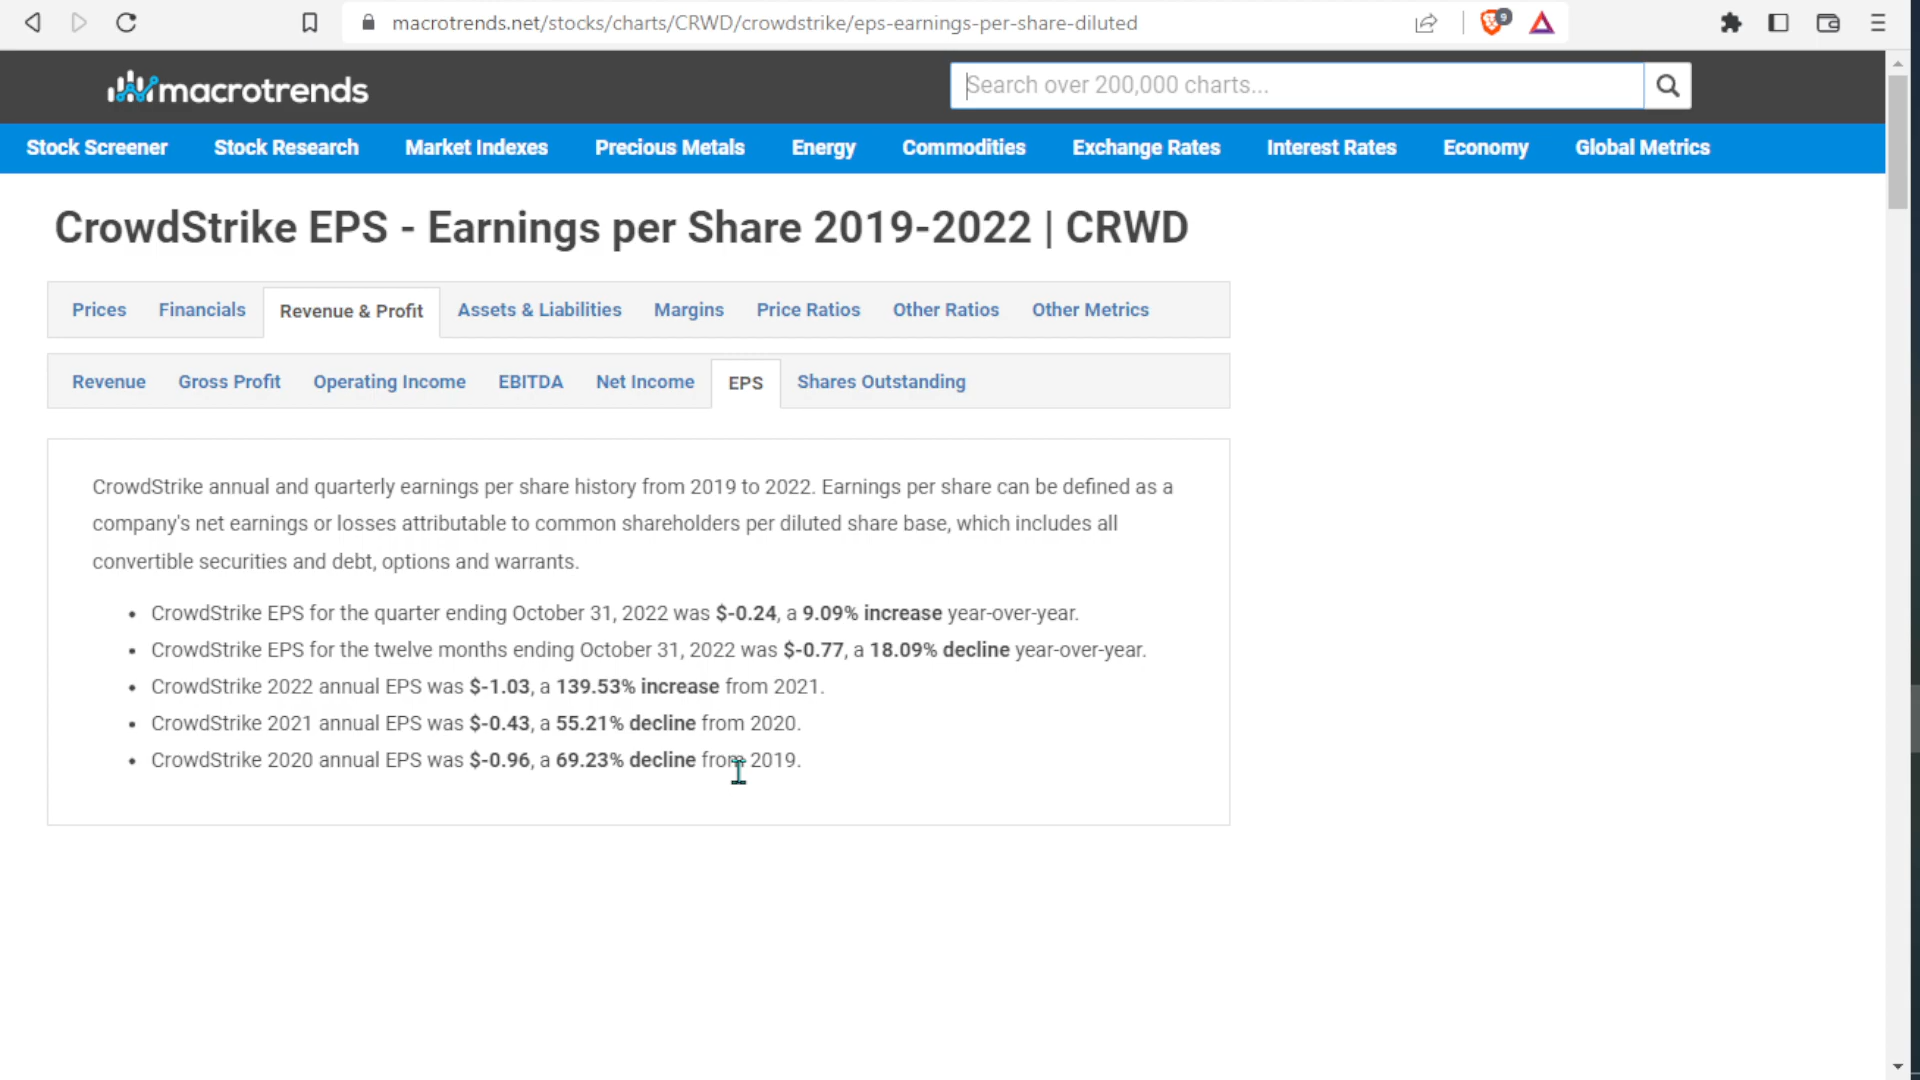 macrotrends.net/stocks/charts/CRWD/crowdstrike/eps-earnings-per-share-diluted
9
macrotrends
Search over 200,000 charts...
Stock Screener Stock Research Market Indexes Precious Metals Energy Commodities Exchange Rates Interest Rates Economy Global Metrics
CrowdStrike EPS - Earnings per Share 2019-2022 | CRWD
Prices Financials Revenue & Profit Assets & Liabilities Margins Price Ratios Other Ratios Other Metrics
Revenue Gross Profit Operating Income EBITDA Net Income EPS Shares Outstanding
CrowdStrike annual and quarterly earnings per share history from 2019 to 2022. Earnings per share can be defined as a
company's net earnings or losses attributable to common shareholders per diluted share base, which includes all
convertible securities and debt, options and warrants.
• CrowdStrike EPS for the quarter ending October 31, 2022 was $-0.24, a 9.09% increase year-over-year.
• CrowdStrike EPS for the twelve months ending October 31, 2022 was $-0.77, a 18.09% decline year-over-year.
• CrowdStrike 2022 annual EPS was $-1.03, a 139.53% increase from 2021.
• CrowdStrike 2021 annual EPS was $-0.43, a 55.21% decline from 2020.
• CrowdStrike 2020 annual EPS was $-0.96, a 69.23% decline from 2019.